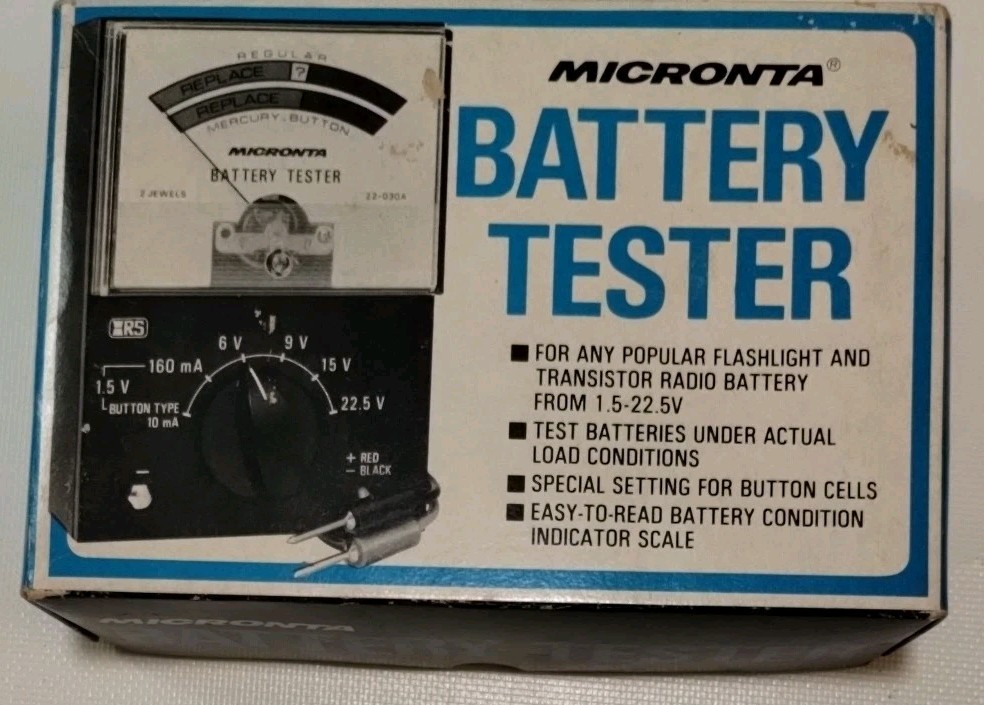 REGULAR
REPLACE ?
REPLACE
MERCURY-BUTTON
MICRONTA
BATTERY TESTER
2 JEWELS
22-030A
RS
6 V
9 V
160 mA
15 V
1.5 V
BUTTON TYPE
10 mA
22.5 V
+ RED
– BLACK
–
MICRONTA®
BATTERY
TESTER
■ FOR ANY POPULAR FLASHLIGHT AND
TRANSISTOR RADIO BATTERY
FROM 1.5-22.5V
■ TEST BATTERIES UNDER ACTUAL
LOAD CONDITIONS
■ SPECIAL SETTING FOR BUTTON CELLS
■ EASY-TO-READ BATTERY CONDITION
INDICATOR SCALE
MICRONTA
BATTERY TESTER